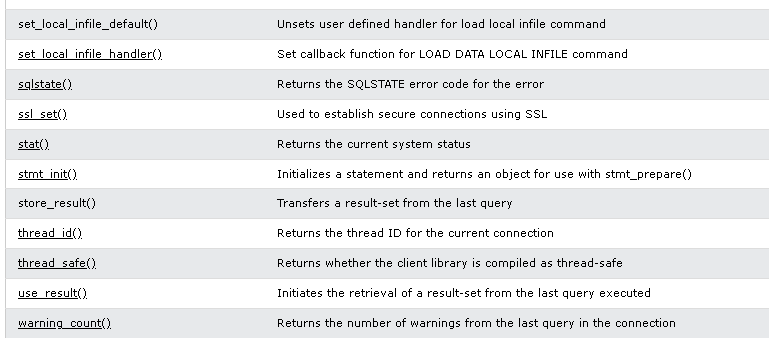 set_local_infile_default() Unsets user defined handler for load local infile command
set_local_infile_handler() Set callback function for LOAD DATA LOCAL INFILE command
sqlstate() Returns the SQLSTATE error code for the error
ssl_set() Used to establish secure connections using SSL
stat() Returns the current system status
stmt_init() Initializes a statement and returns an object for use with stmt_prepare()
store_result() Transfers a result-set from the last query
thread_id() Returns the thread ID for the current connection
thread_safe() Returns whether the client library is compiled as thread-safe
use_result() Initiates the retrieval of a result-set from the last query executed
warning_count() Returns the number of warnings from the last query in the connection